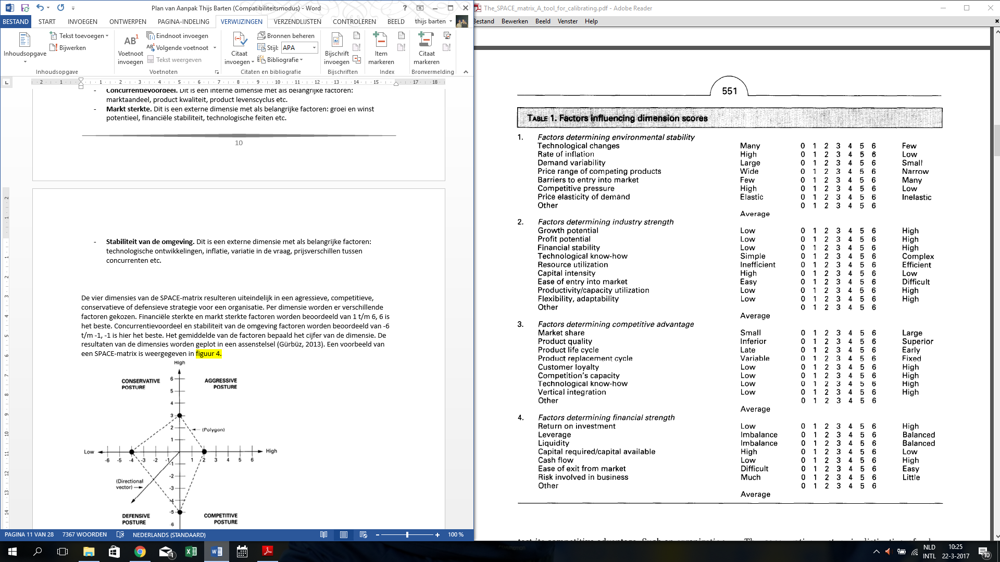 Plan van Aanpak Thijs Barten (Compatibiliteitsmodus) - Word
BESTAND START INVOEGEN ONTWERPEN PAGINA-INDELING VERWIJZINGEN VERZENDLIJSTEN CONTROLEREN BEELD thijs barten
Inhoudsopgave
Tekst toevoegen
Bijwerken
Inhoudsopgave
AB1
Voetnoot invoegen
Eindnoot invoegen
Volgende voetnoot
Tekst weergeven
Voetnoten
Citaat invoegen
Bronnen beheren
Stijl: APA
Bibliografie
Citaten en bibliografie
Bijschrift invoegen
Bijschriften
Item markeren
Index
Citaat markeren
Bronvermelding
2 1 1 2 3 4 5 6 7 8 9 10 11 12 13 14 15 17 18
- Concurrentievoordeel. Dit is een interne dimensie met als belangrijke factoren:
marktaandeel, product kwaliteit, product levenscyclus etc.
- Markt sterkte. Dit is een externe dimensie met als belangrijke factoren: groei en winst
potentieel, financiële stabiliteit, technologische feiten etc.
10
- Stabiliteit van de omgeving. Dit is een externe dimensie met als belangrijke factoren:
technologische ontwikkelingen, inflatie, variatie in de vraag, prijsverschillen tussen
concurrenten etc.
De vier dimensies van de SPACE-matrix resulteren uiteindelijk in een agressieve, competitieve,
conservatieve of defensieve strategie voor een organisatie. Per dimensie worden er verschillende
factoren gekozen. Financiële sterkte en markt sterkte factoren worden beoordeeld van 1 t/m 6, 6 is
het beste. Concurrentievoordeel en stabiliteit van de omgeving factoren worden beoordeeld van -6
t/m -1, -1 is hier het beste. Het gemiddelde van de factoren bepaald het cijfer van de dimensie. De
resultaten van de dimensies worden geplot in een assenstelsel (Gürbüz, 2013). Een voorbeeld van
een SPACE-matrix is weergegeven in figuur 4.
High
CONSERVATIVE POSTURE
AGGRESSIVE POSTURE
6
5
4
3
2
1
(Polygon)
Low High
-6 -5 -4 -3 -2 -1 1 2 3 4 5 6
-1
-2
-3
-4
-5
-6
(Directional vector)
DEFENSIVE POSTURE
COMPETITIVE POSTURE
PAGINA 11 VAN 28 7367 WOORDEN NEDERLANDS (STANDAARD) 100 %
The_SPACE_matrix_A_tool_for_calibrating.pdf - Adobe Reader
Bestand Bewerken Beeld Venster Help
551
TABLE 1. Factors influencing dimension scores
1. Factors determining environmental stability
Technological changes Many 0 1 2 3 4 5 6 Few
Rate of inflation High 0 1 2 3 4 5 6 Low
Demand variability Large 0 1 2 3 4 5 6 Small
Price range of competing products Wide 0 1 2 3 4 5 6 Narrow
Barriers to entry into market Few 0 1 2 3 4 5 6 Many
Competitive pressure High 0 1 2 3 4 5 6 Low
Price elasticity of demand Elastic 0 1 2 3 4 5 6 Inelastic
Other 0 1 2 3 4 5 6
Average
2. Factors determining industry strength
Growth potential Low 0 1 2 3 4 5 6 High
Profit potential Low 0 1 2 3 4 5 6 High
Financial stability Low 0 1 2 3 4 5 6 High
Technological know-how Simple 0 1 2 3 4 5 6 Complex
Resource utilization Inefficient 0 1 2 3 4 5 6 Efficient
Capital intensity High 0 1 2 3 4 5 6 Low
Ease of entry into market Easy 0 1 2 3 4 5 6 Difficult
Productivity/capacity utilization Low 0 1 2 3 4 5 6 High
Flexibility, adaptability Low 0 1 2 3 4 5 6 High
Other 0 1 2 3 4 5 6
Average
3. Factors determining competitive advantage
Market share Small 0 1 2 3 4 5 6 Large
Product quality Inferior 0 1 2 3 4 5 6 Superior
Product life cycle Late 0 1 2 3 4 5 6 Early
Product replacement cycle Variable 0 1 2 3 4 5 6 Fixed
Customer loyalty Low 0 1 2 3 4 5 6 High
Competition's capacity Low 0 1 2 3 4 5 6 High
Technological know-how Low 0 1 2 3 4 5 6 High
Vertical integration Low 0 1 2 3 4 5 6 High
Other 0 1 2 3 4 5 6
Average
4. Factors determining financial strength
Return on investment Low 0 1 2 3 4 5 6 High
Leverage Imbalance 0 1 2 3 4 5 6 Balanced
Liquidity Imbalance 0 1 2 3 4 5 6 Balanced
Capital required/capital available High 0 1 2 3 4 5 6 Low
Cash flow Low 0 1 2 3 4 5 6 High
Ease of exit from market Difficult 0 1 2 3 4 5 6 Easy
Risk involved in business Much 0 1 2 3 4 5 6 Little
Other 0 1 2 3 4 5 6
Average
NLD
INTL
10:25
22-3-2017
10